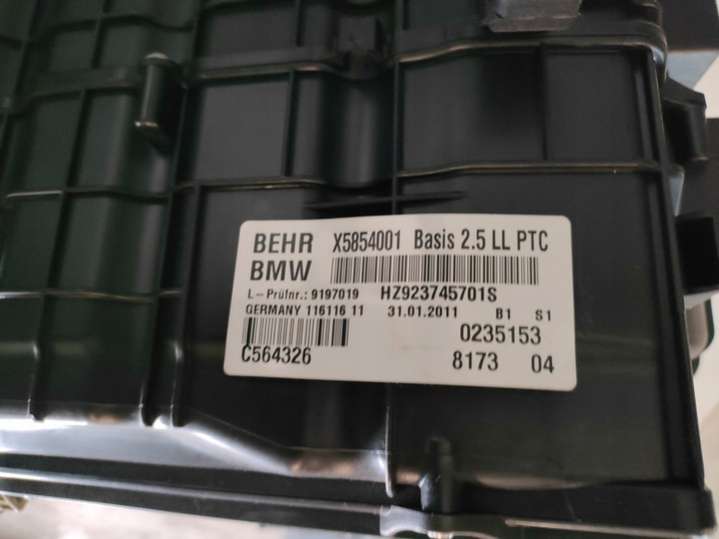 BEHR X5854001 Basis 2.5 LL PTC
BMW
L-Prüfnr.: 9197019 HZ923745701S
GERMANY 116116 11 31.01.2011 B1 S1
0235153
C564326 8173 04